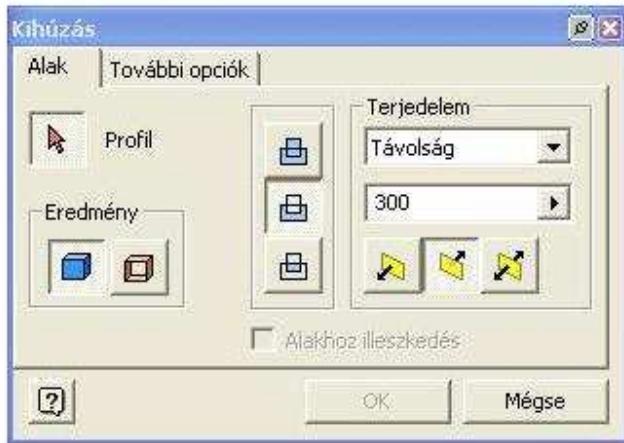 Kihúzás
Alak
További opciók
Profil
Eredmény
Terjedelem
Távolság
300
Alakhoz illeszkedés
OK
Mégse